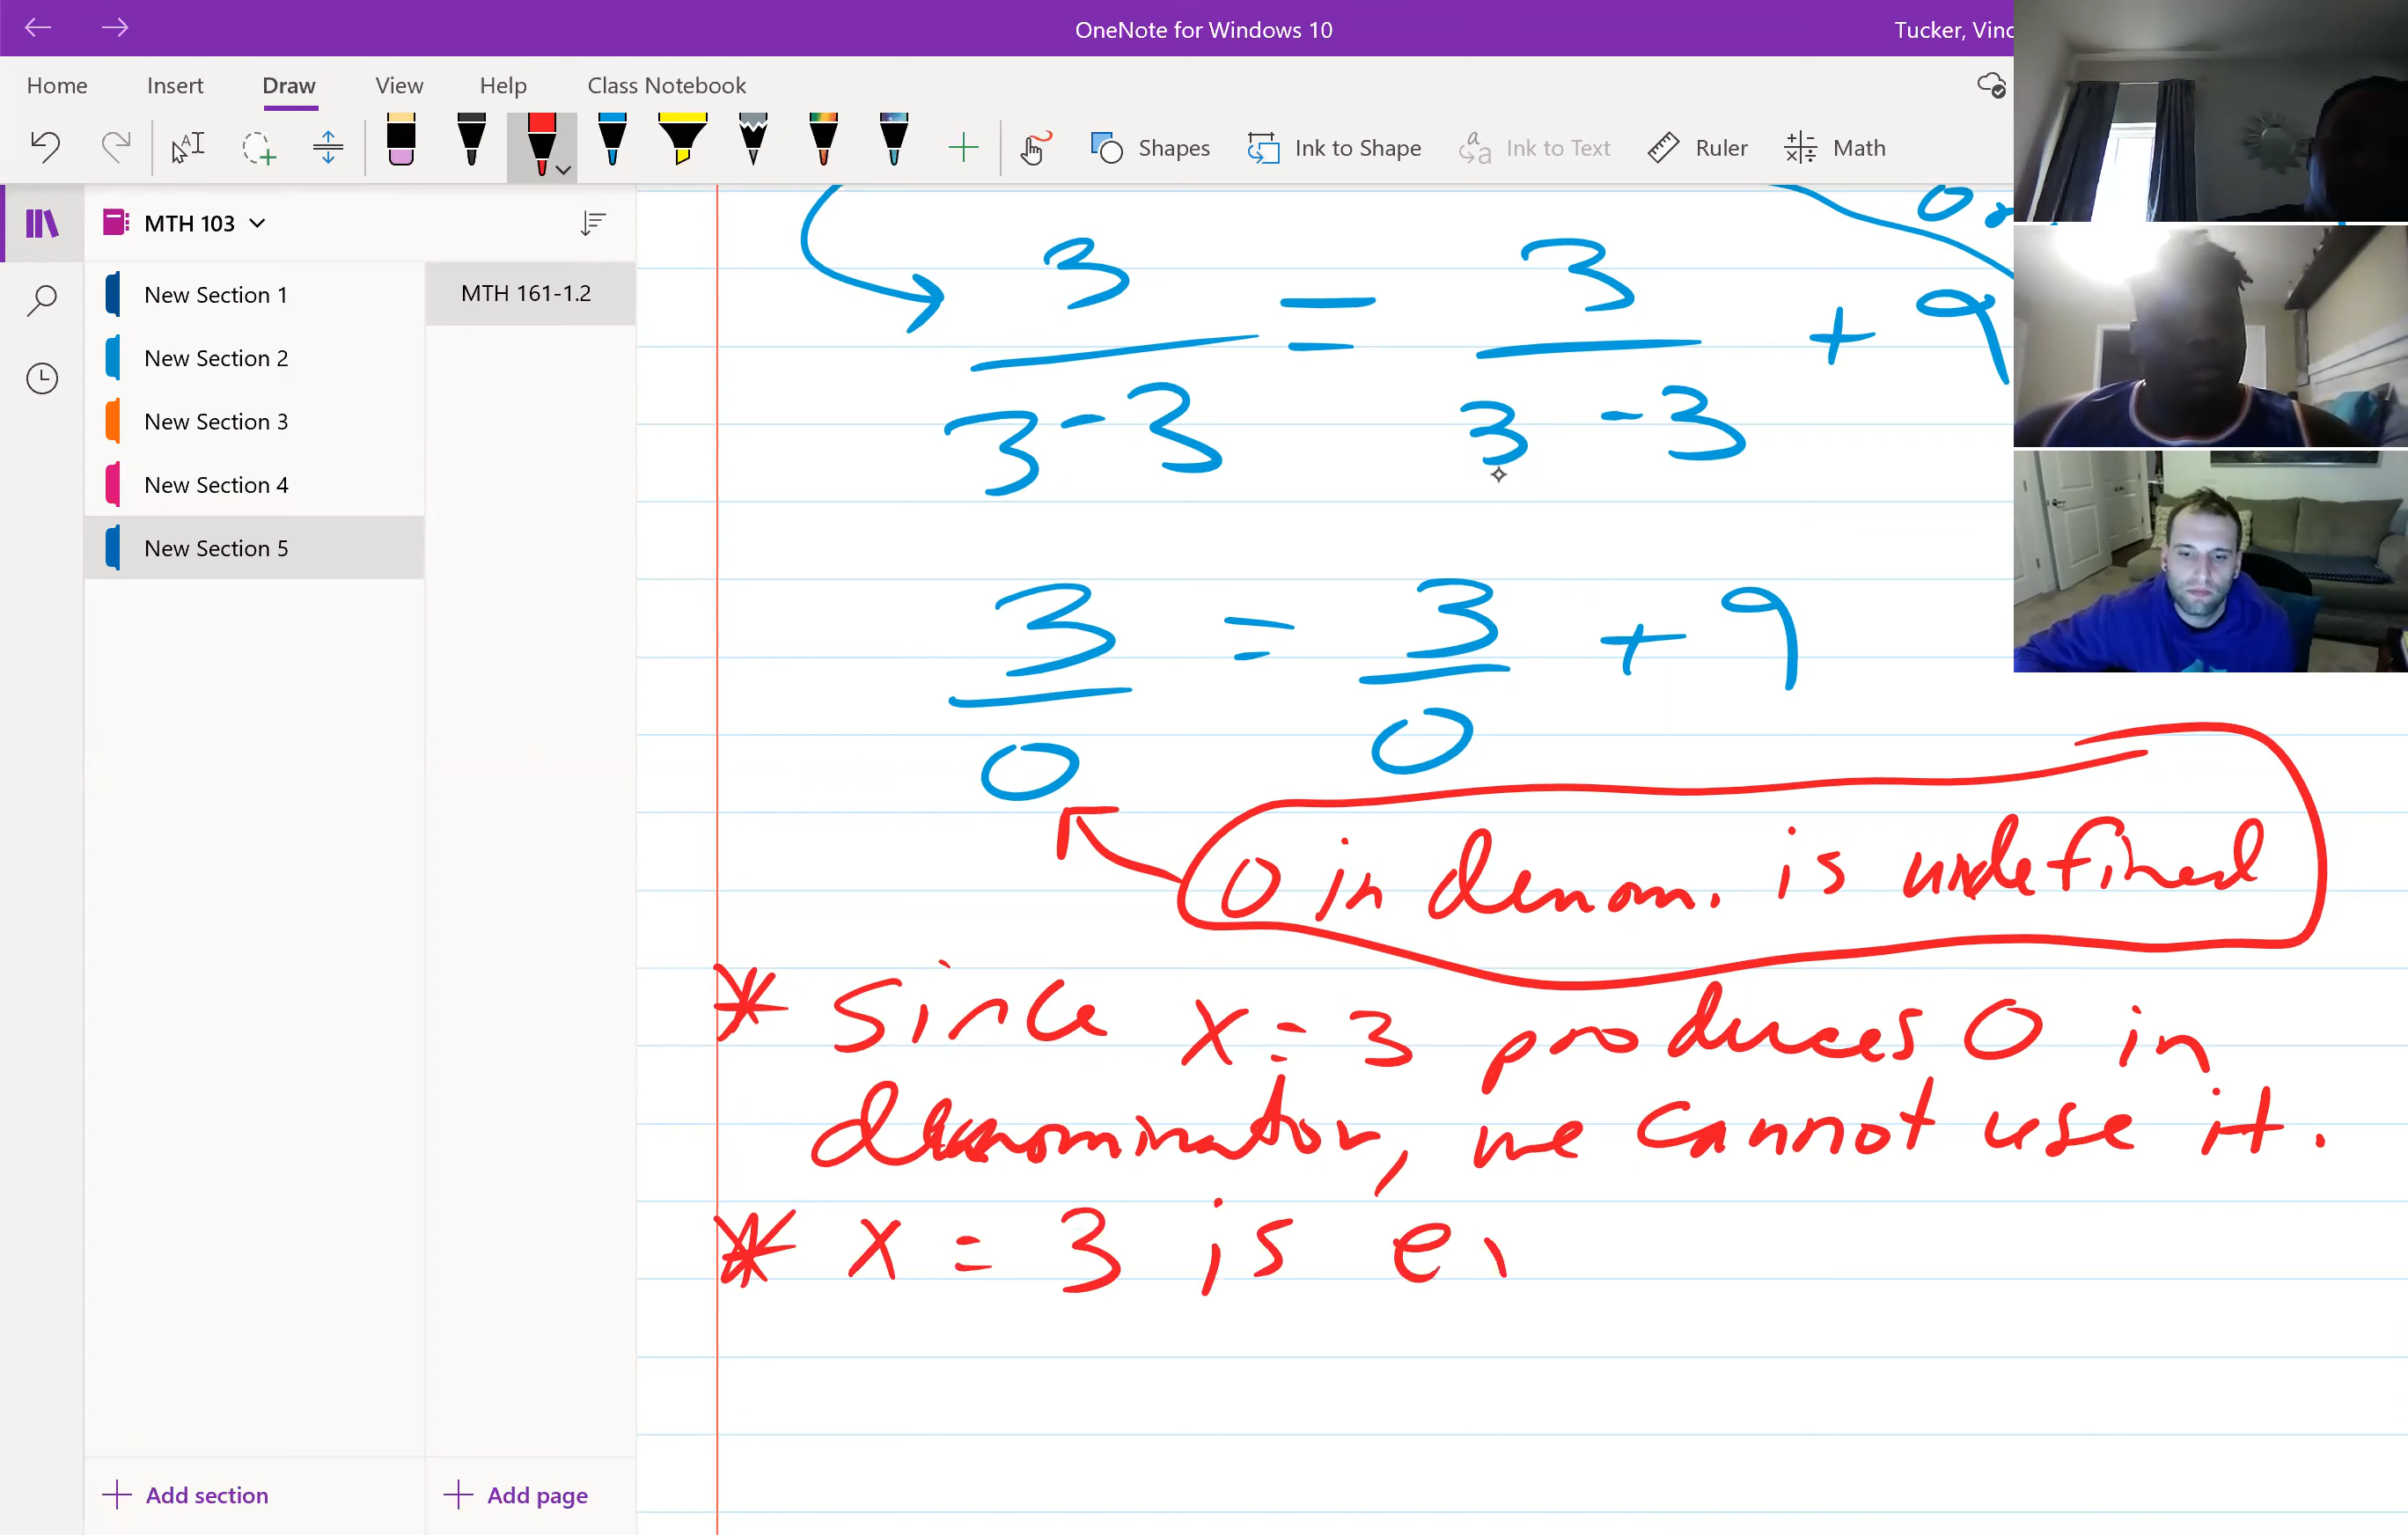 OneNote for Windows 10
Tucker, Vinc
Home Insert Draw View Help Class Notebook
Shapes Ink to Shape Ink to Text Ruler Math
MTH 103
MTH 161-1.2
New Section 1
New Section 2
New Section 3
New Section 4
New Section 5
3/(3-3) = 3/(3-3) + 9
3/0 = 3/0 + 9
0 in denom. is undefined
* Since x = 3 produces 0 in
denominator, we cannot use it.
* x = 3 is
+ Add section
+ Add page